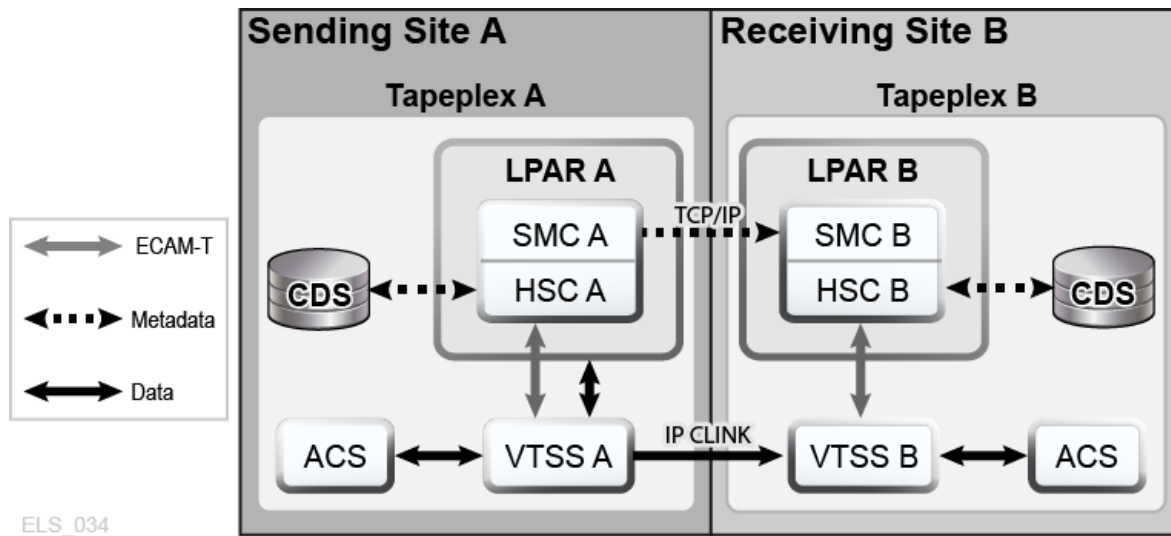 Sending Site A
Receiving Site B
Tapeplex A
Tapeplex B
LPAR A
LPAR B
TCP/IP
SMC A
SMC B
ECAM-T
CDS
HSC A
HSC B
CDS
Metadata
Data
IP CLINK
ACS
VTSS A
VTSS B
ACS
ELS_034